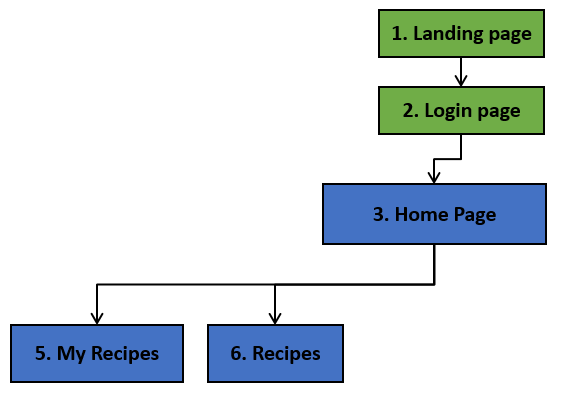 1. Landing page
2. Login page
3. Home Page
5. My Recipes
6. Recipes